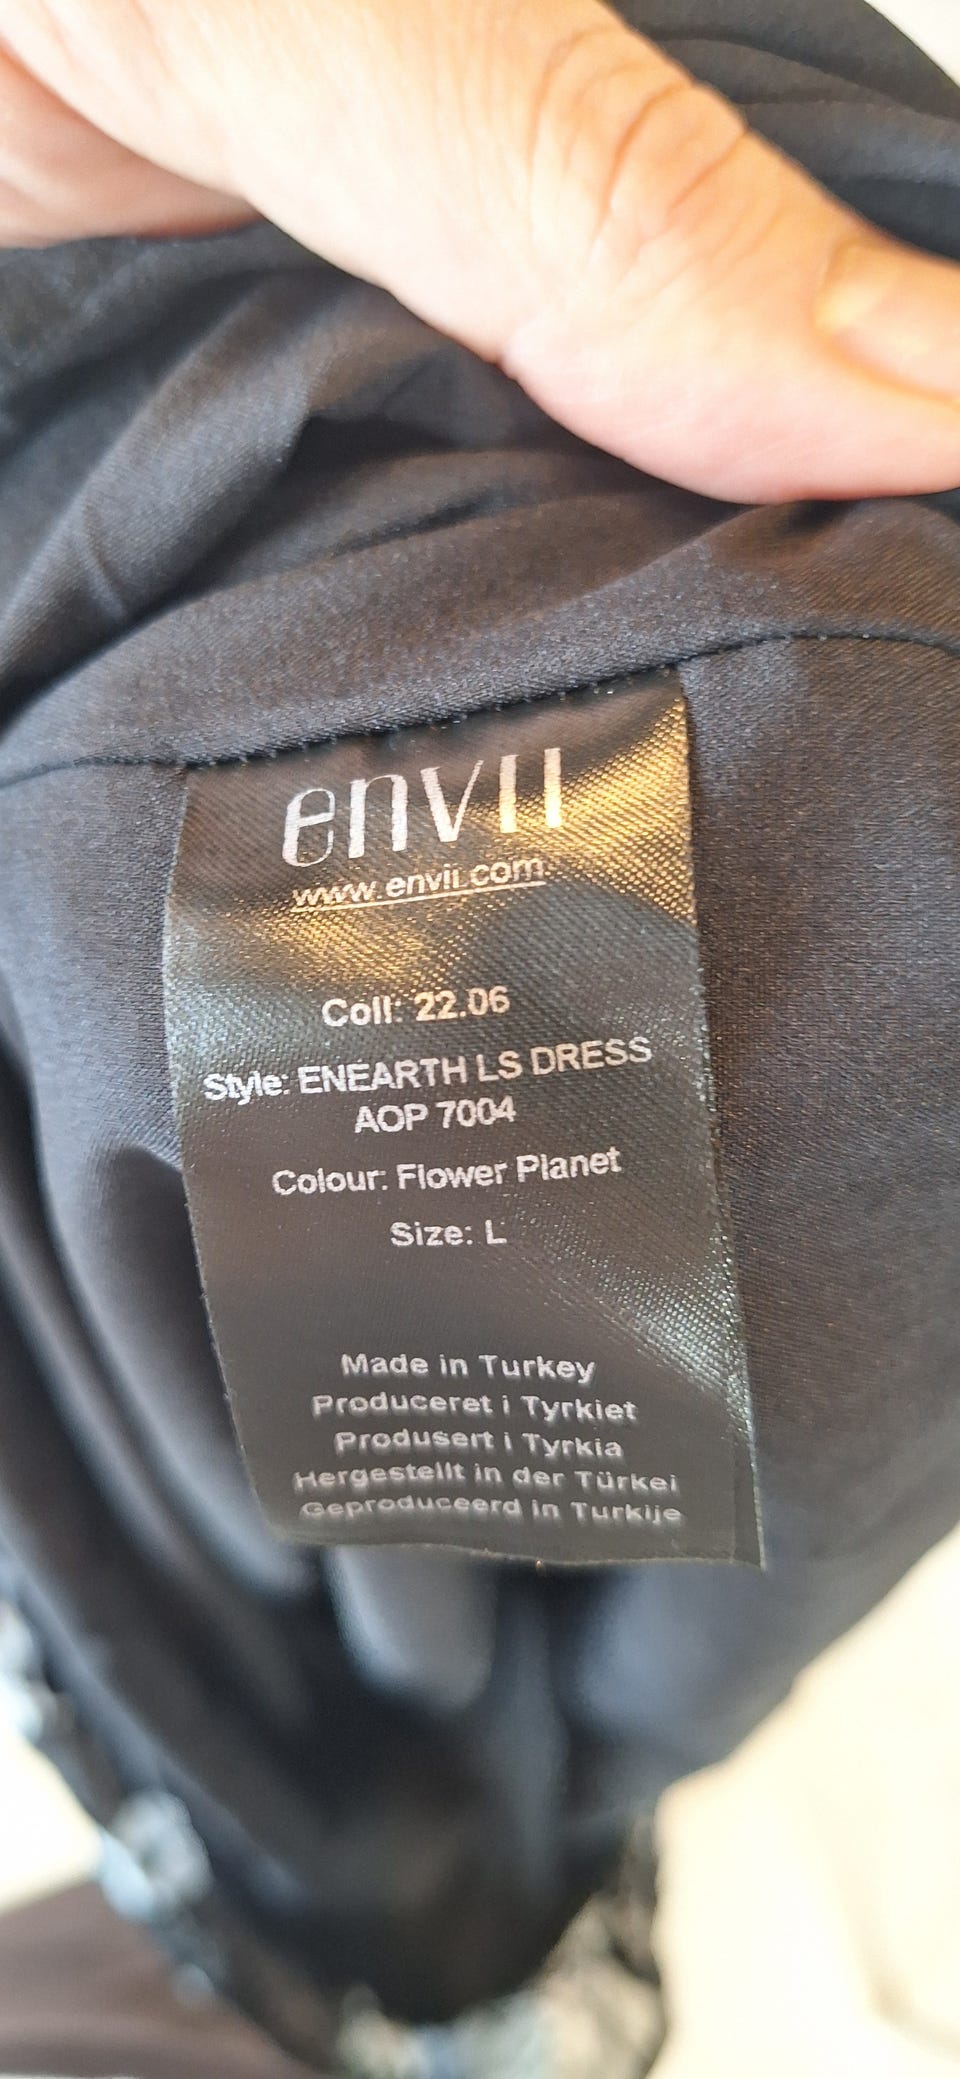 envii
www.envii.com
Coll: 22.06
Style: ENEARTH LS DRESS
AOP 7004
Colour: Flower Planet
Size: L
Made in Turkey
Produceret i Tyrkiet
Produsert i Tyrkia
Hergestellt in der Türkei
Geproduceerd in Turkije